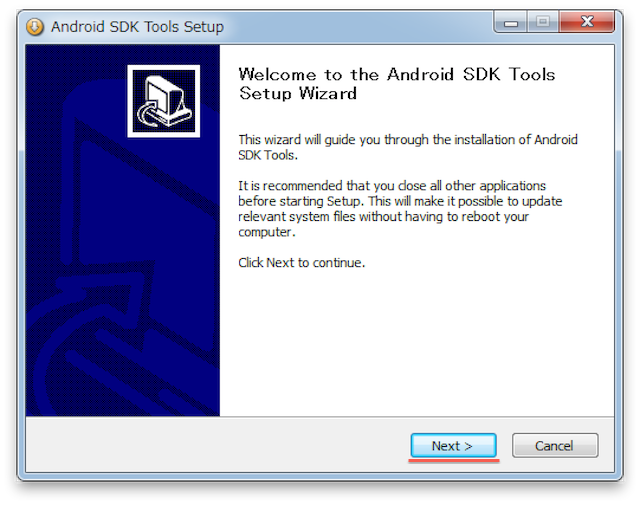 Android SDK Tools Setup
Welcome to the Android SDK Tools
Setup Wizard
This wizard will guide you through the installation of Android
SDK Tools.
It is recommended that you close all other applications
before starting Setup. This will make it possible to update
relevant system files without having to reboot your
computer.
Click Next to continue.
Next >
Cancel